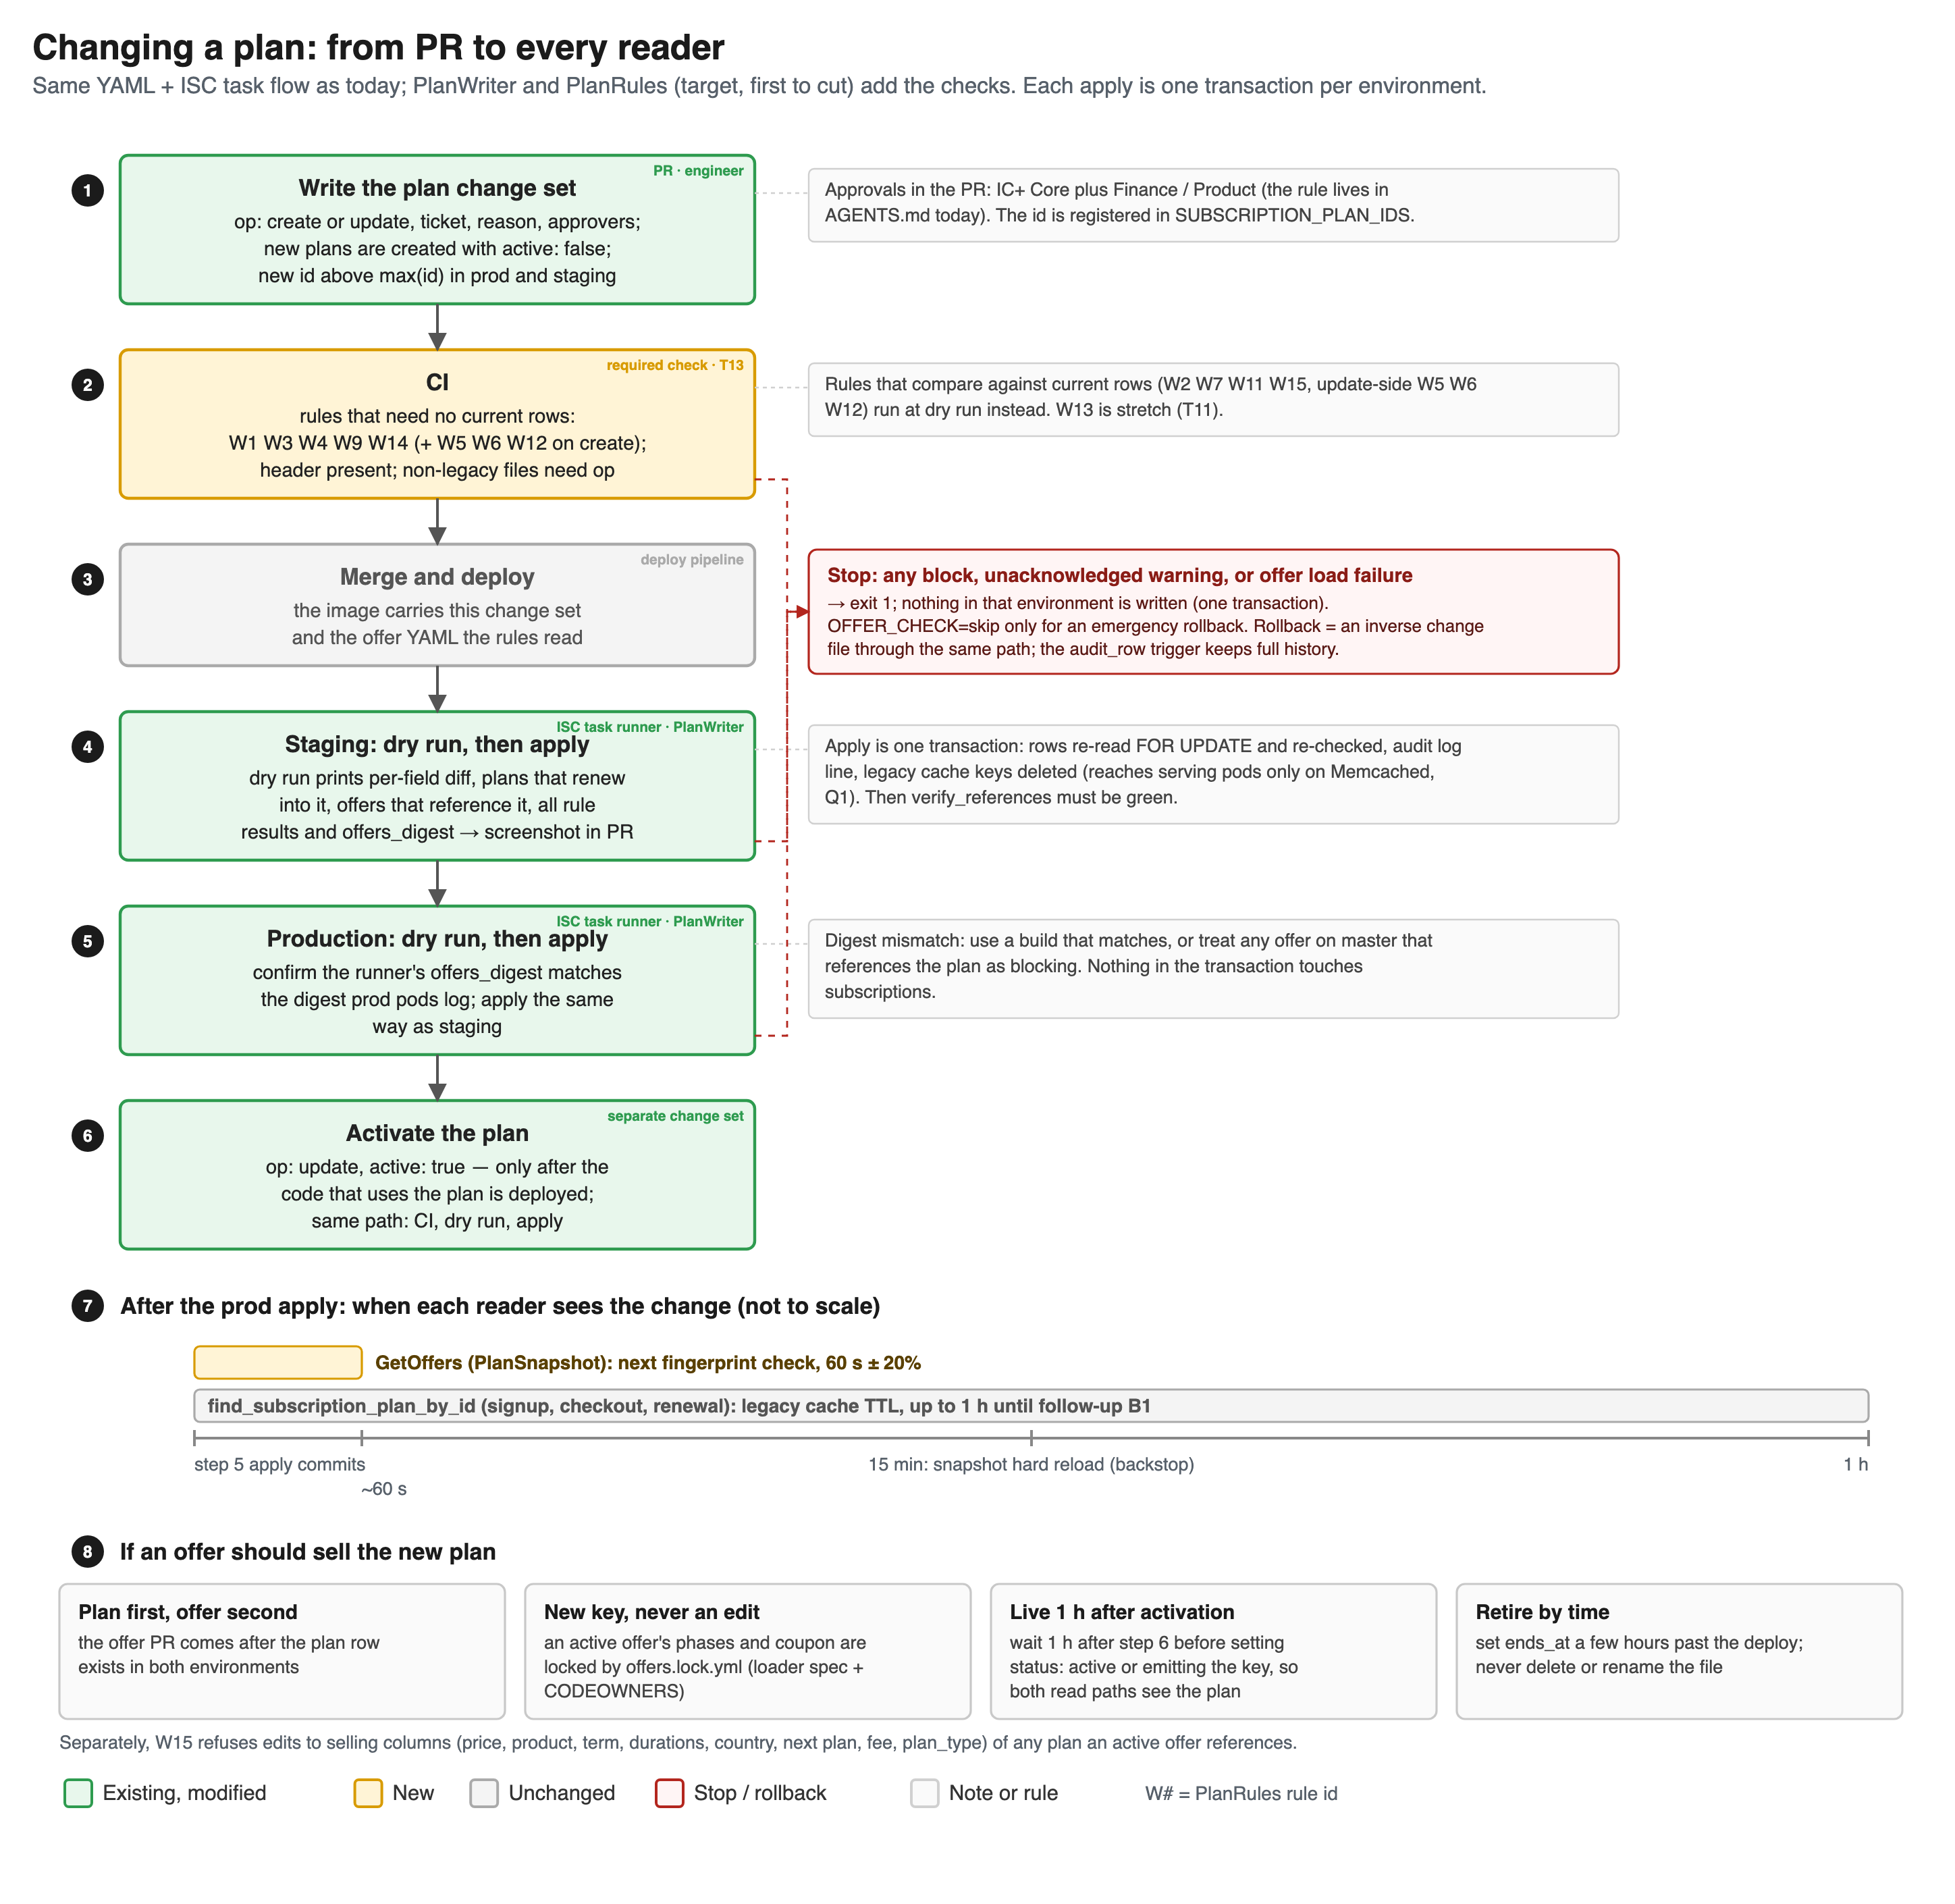 Changing a plan: from PR to every reader
Same YAML + ISC task flow as today; PlanWriter and PlanRules (target, first to cut) add the checks. Each apply is one transaction per environment.
1
PR · engineer
Write the plan change set
op: create or update, ticket, reason, approvers;
new plans are created with active: false;
new id above max(id) in prod and staging
Approvals in the PR: IC+ Core plus Finance / Product (the rule lives in
AGENTS.md today). The id is registered in SUBSCRIPTION_PLAN_IDS.
2
required check · T13
CI
rules that need no current rows:
W1 W3 W4 W9 W14 (+ W5 W6 W12 on create);
header present; non-legacy files need op
Rules that compare against current rows (W2 W7 W11 W15, update-side W5 W6
W12) run at dry run instead. W13 is stretch (T11).
3
deploy pipeline
Merge and deploy
the image carries this change set
and the offer YAML the rules read
Stop: any block, unacknowledged warning, or offer load failure
→ exit 1; nothing in that environment is written (one transaction).
OFFER_CHECK=skip only for an emergency rollback. Rollback = an inverse change
file through the same path; the audit_row trigger keeps full history.
4
ISC task runner · PlanWriter
Staging: dry run, then apply
dry run prints per-field diff, plans that renew
into it, offers that reference it, all rule
results and offers_digest → screenshot in PR
Apply is one transaction: rows re-read FOR UPDATE and re-checked, audit log
line, legacy cache keys deleted (reaches serving pods only on Memcached,
Q1). Then verify_references must be green.
5
ISC task runner · PlanWriter
Production: dry run, then apply
confirm the runner's offers_digest matches
the digest prod pods log; apply the same
way as staging
Digest mismatch: use a build that matches, or treat any offer on master that
references the plan as blocking. Nothing in the transaction touches
subscriptions.
6
separate change set
Activate the plan
op: update, active: true — only after the
code that uses the plan is deployed;
same path: CI, dry run, apply
7
After the prod apply: when each reader sees the change (not to scale)
GetOffers (PlanSnapshot): next fingerprint check, 60 s ± 20%
find_subscription_plan_by_id (signup, checkout, renewal): legacy cache TTL, up to 1 h until follow-up B1
step 5 apply commits
~60 s
15 min: snapshot hard reload (backstop)
1 h
8
If an offer should sell the new plan
Plan first, offer second
the offer PR comes after the plan row
exists in both environments
New key, never an edit
an active offer's phases and coupon are
locked by offers.lock.yml (loader spec +
CODEOWNERS)
Live 1 h after activation
wait 1 h after step 6 before setting
status: active or emitting the key, so
both read paths see the plan
Retire by time
set ends_at a few hours past the deploy;
never delete or rename the file
Separately, W15 refuses edits to selling columns (price, product, term, durations, country, next plan, fee, plan_type) of any plan an active offer references.
Existing, modified
New
Unchanged
Stop / rollback
Note or rule
W# = PlanRules rule id